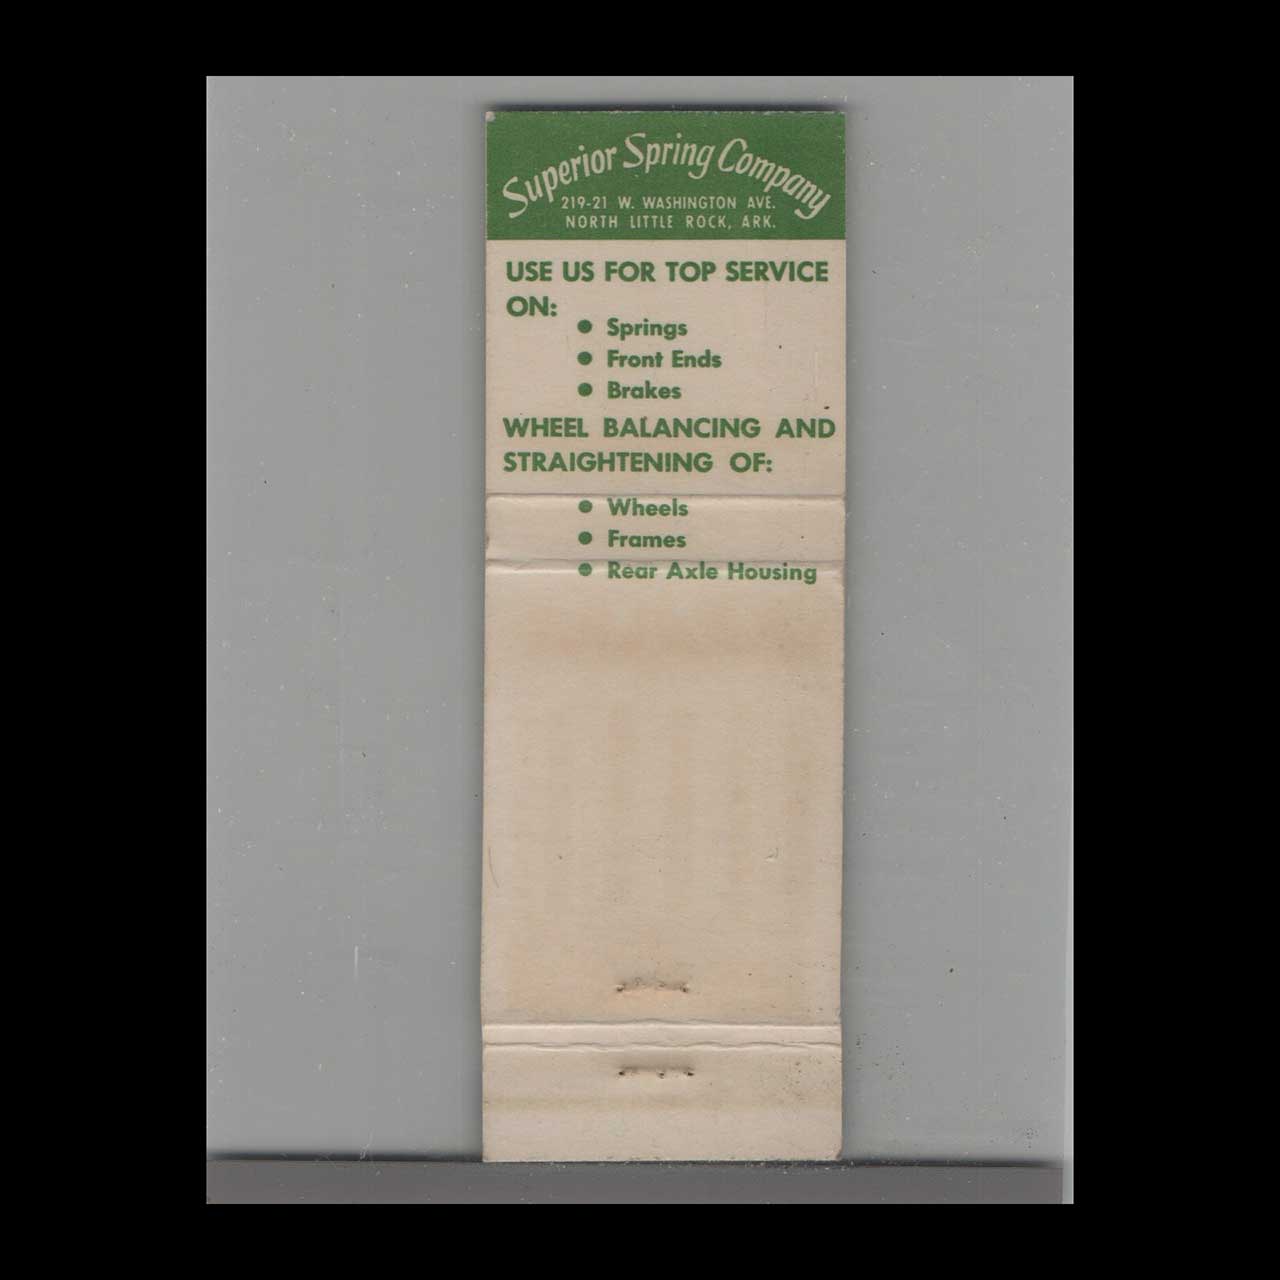 Superior Spring Company
219-21 W. WASHINGTON AVE.
NORTH LITTLE ROCK, ARK.
USE US FOR TOP SERVICE
ON:
● Springs
● Front Ends
● Brakes
WHEEL BALANCING AND
STRAIGHTENING OF:
● Wheels
● Frames
● Rear Axle Housing